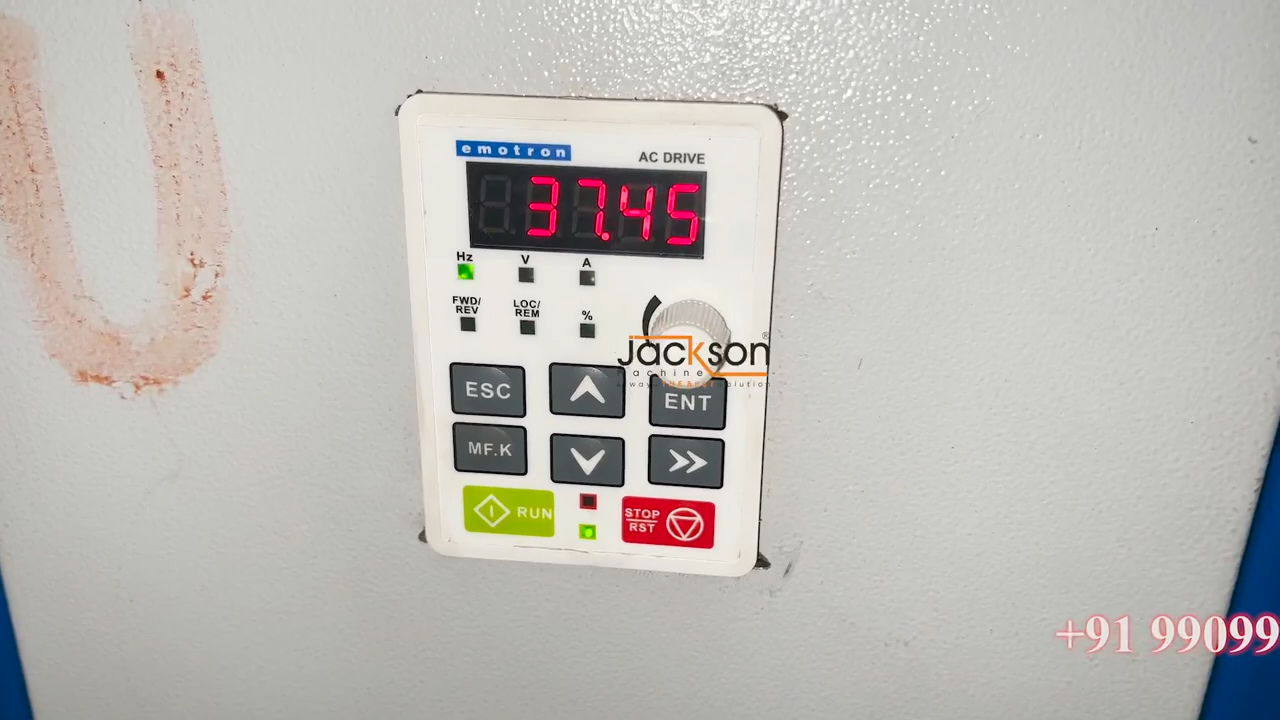 emotron
AC DRIVE
37.45
Hz V A
FWD/
REV
LOC/
REM
%
Jackson®
Machine
ESC
ENT
MF.K
RUN
STOP
RST
+91 99099